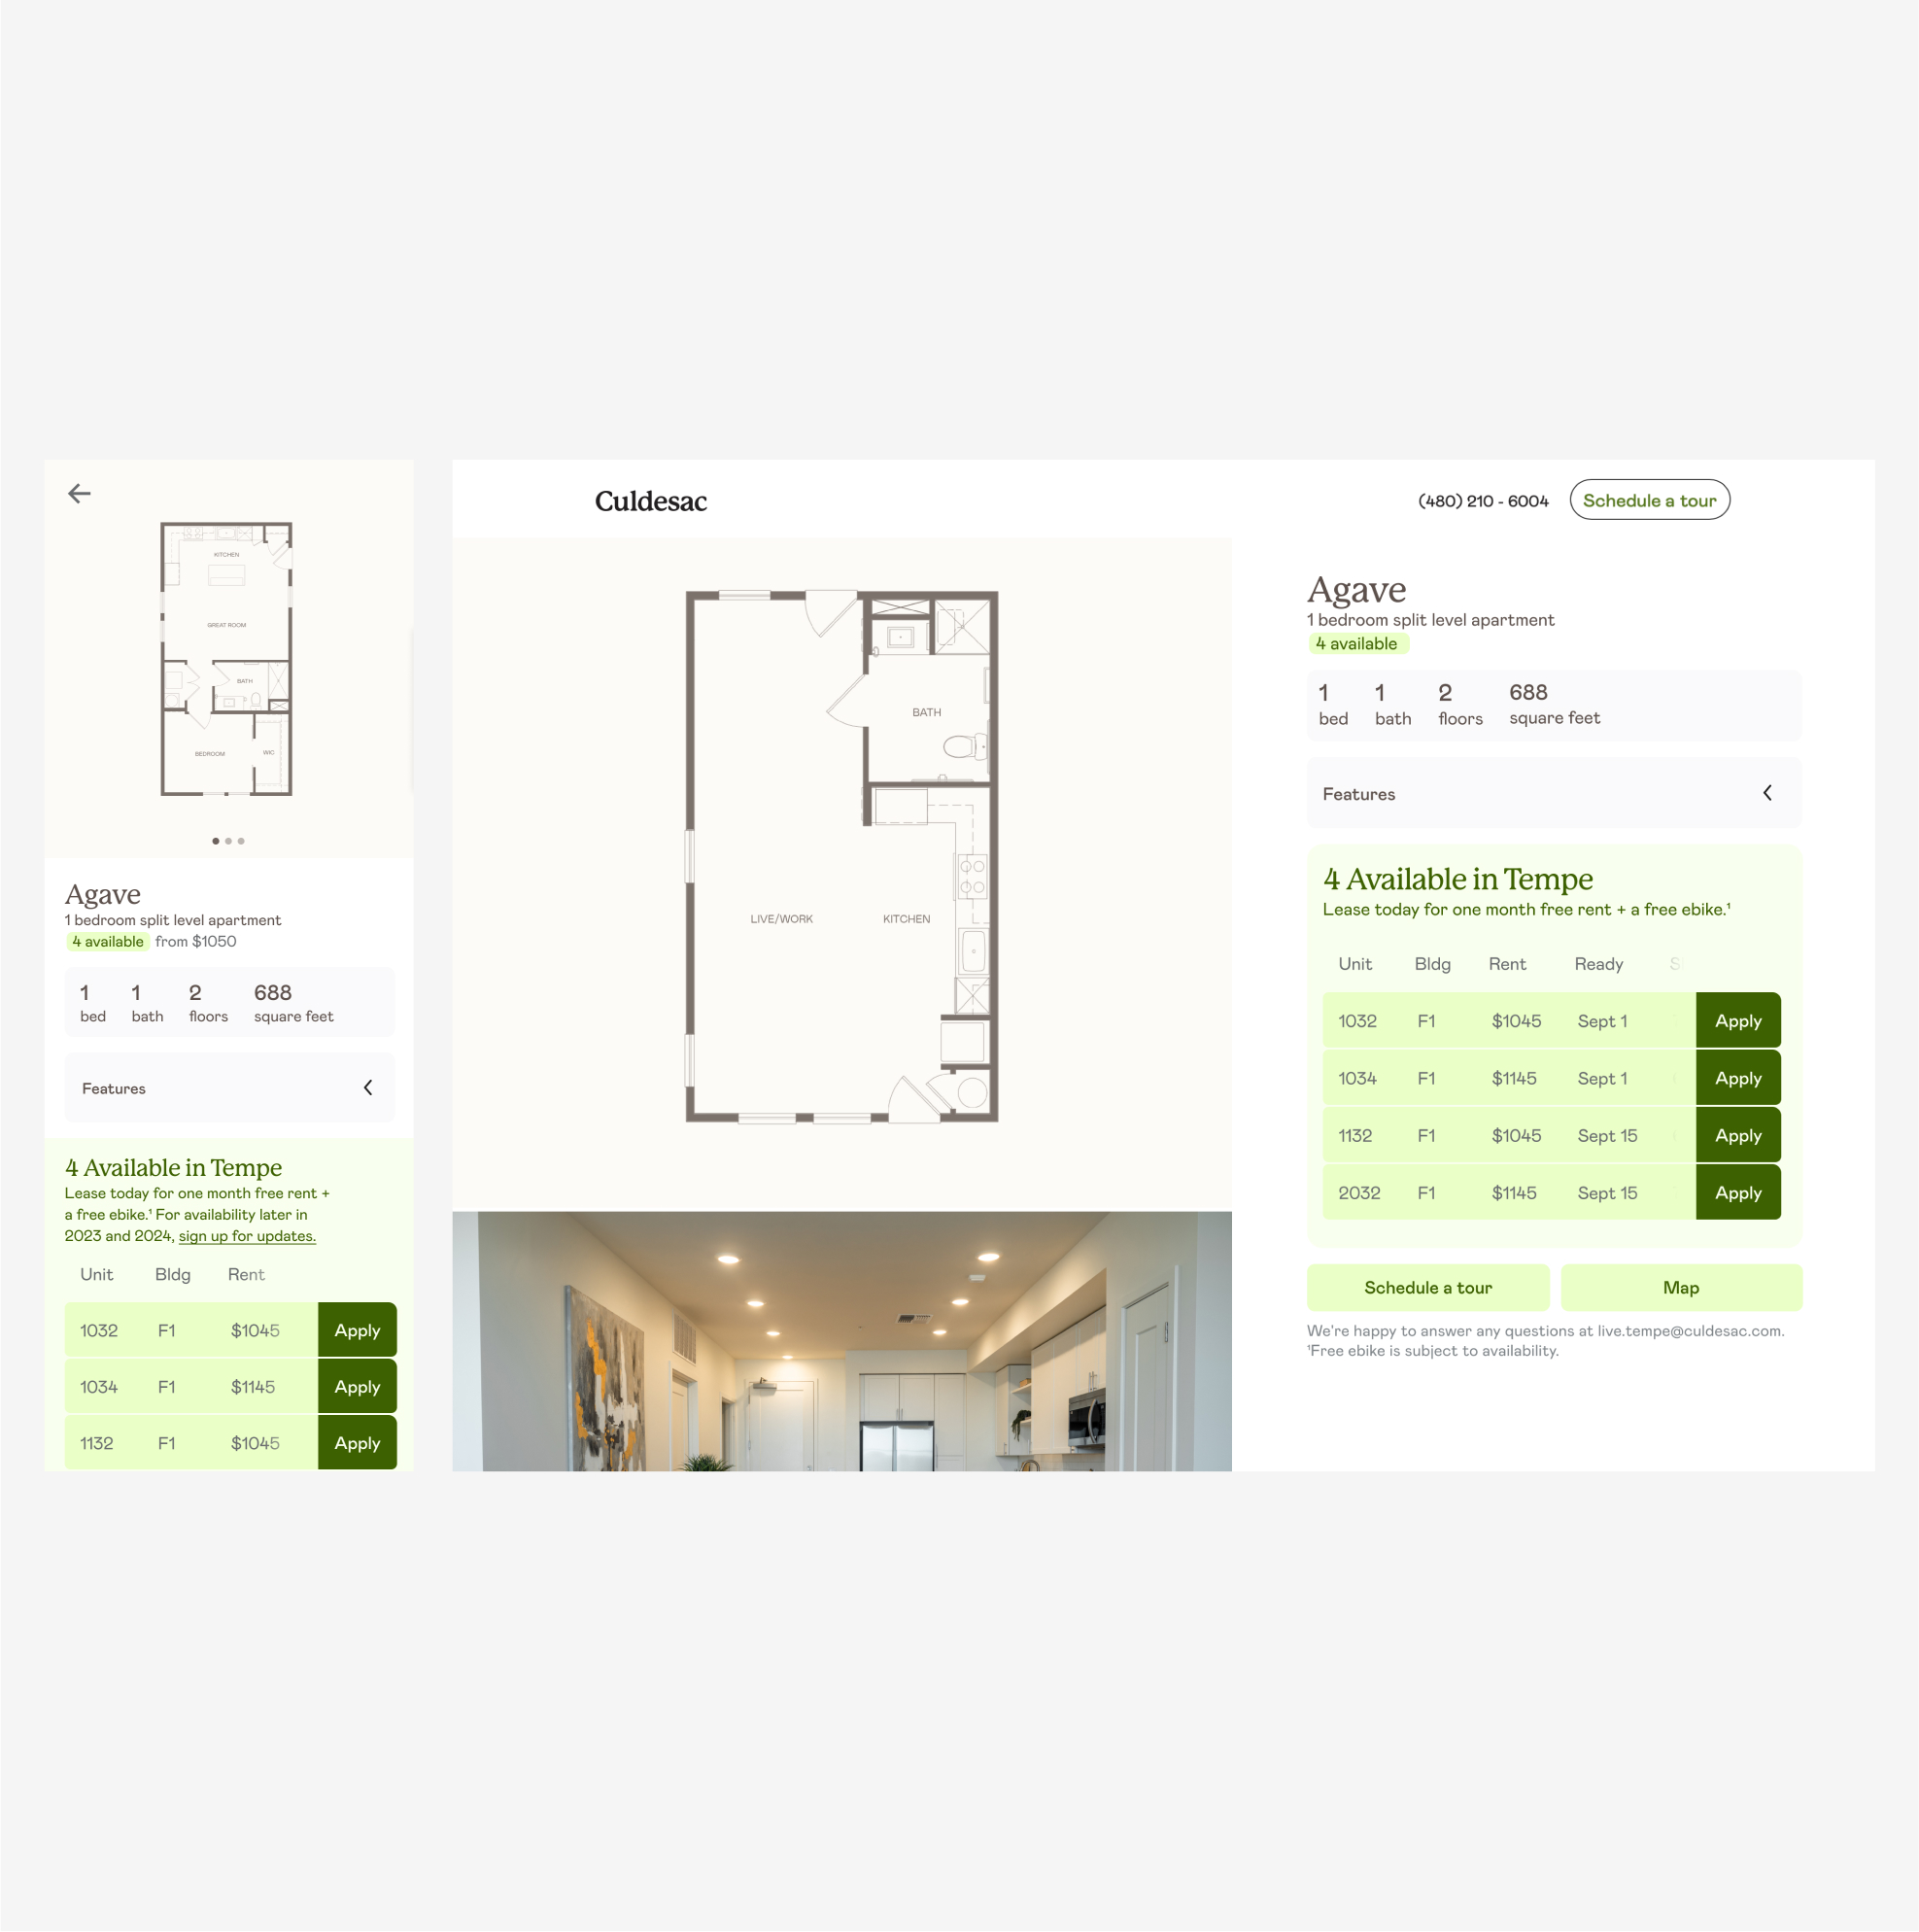 KITCHEN
GREAT ROOM
BATH
BEDROOM
WIC
Agave
1 bedroom split level apartment
4 available from $1050
1 1 2 688
bed bath floors square feet
Features
4 Available in Tempe
Lease today for one month free rent +
a free ebike.¹ For availability later in
2023 and 2024, sign up for updates.
Unit Bldg Rent
1032 F1 $1045 Apply
1034 F1 $1145 Apply
1132 F1 $1045 Apply
Culdesac
(480) 210 - 6004 Schedule a tour
BATH
LIVE/WORK KITCHEN
Agave
1 bedroom split level apartment
4 available
1 1 2 688
bed bath floors square feet
Features
4 Available in Tempe
Lease today for one month free rent + a free ebike.¹
Unit Bldg Rent Ready
1032 F1 $1045 Sept 1 Apply
1034 F1 $1145 Sept 1 Apply
1132 F1 $1045 Sept 15 Apply
2032 F1 $1145 Sept 15 Apply
Schedule a tour Map
We're happy to answer any questions at live.tempe@culdesac.com.
¹Free ebike is subject to availability.